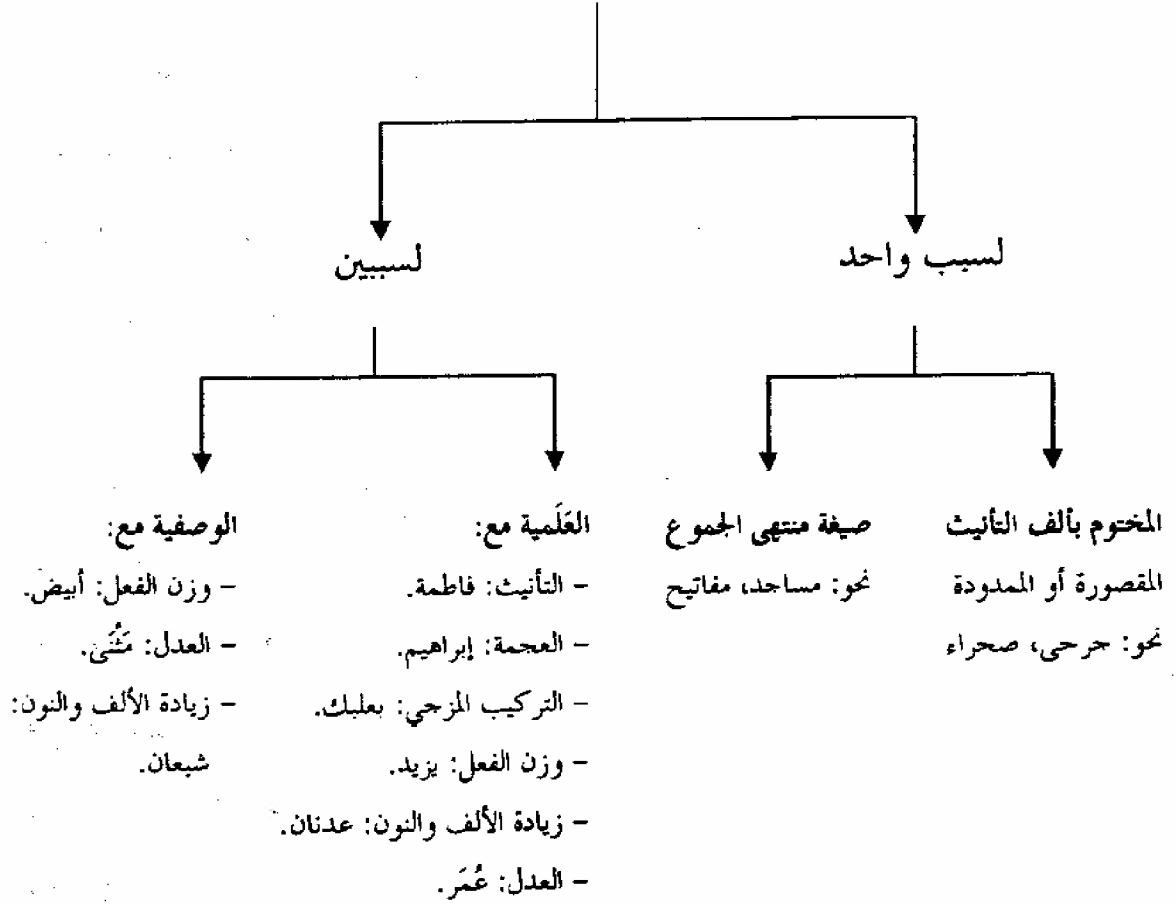 لسبب واحد
لسببين
المختوم بألف التأنيث
المقصورة أو الممدودة
نحو: جرحى، صحراء
صيغة منتهى الجموع
نحو: مساجد، مفاتيح
العَلَمية مع:
– التأنيث: فاطمة.
– العجمة: إبراهيم.
– التركيب المزجي: بعلبك.
– وزن الفعل: يزيد.
– زيادة الألف والنون: عدنان.
– العدل: عُمَر.
الوصفية مع:
– وزن الفعل: أبيض.
– العدل: مَثْنَى.
– زيادة الألف والنون:
شبعان.